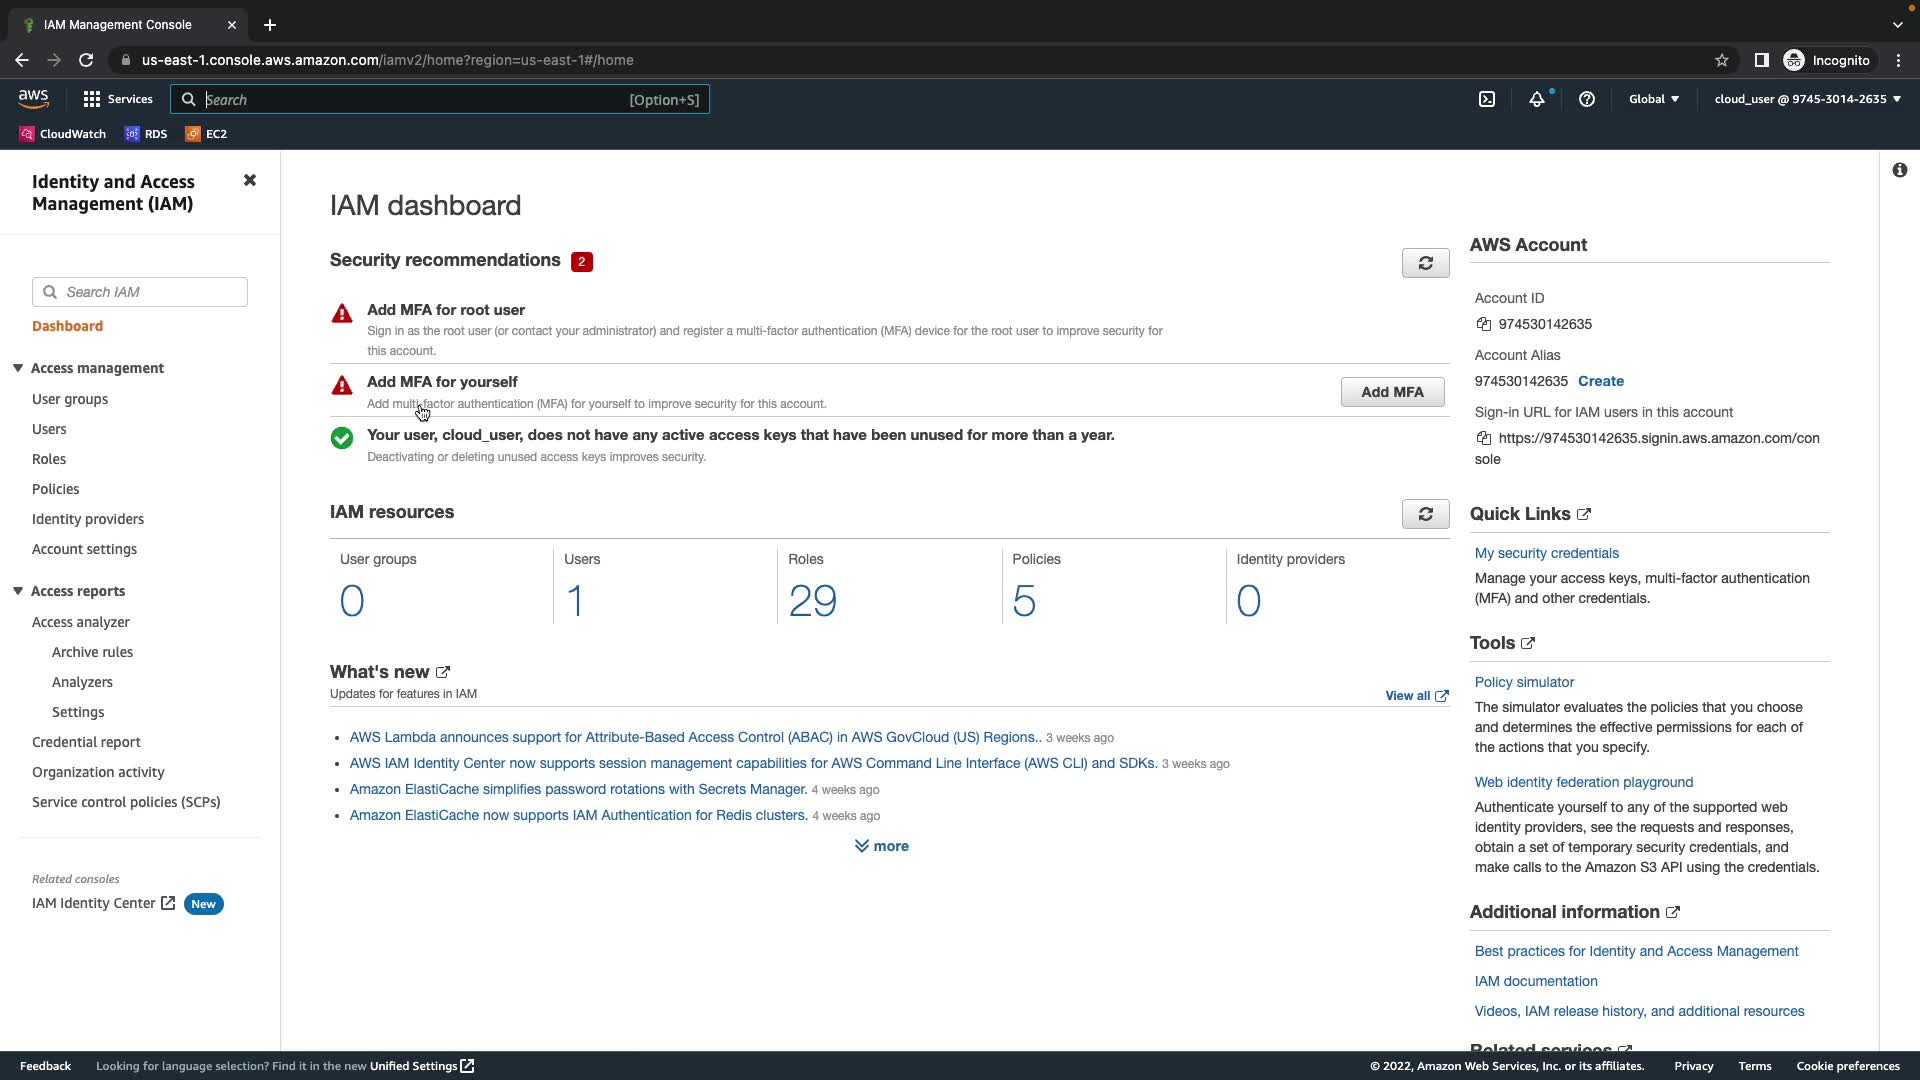 IAM Management Console
us-east-1.console.aws.amazon.com/iamv2/home?region=us-east-1#/home
Incognito
aws
Services
Search
[Option+S]
Global
cloud_user @ 9745-3014-2635
CloudWatch
RDS
EC2
Identity and Access
Management (IAM)
Search IAM
Dashboard
Access management
User groups
Users
Roles
Policies
Identity providers
Account settings
Access reports
Access analyzer
Archive rules
Analyzers
Settings
Credential report
Organization activity
Service control policies (SCPs)
Related consoles
IAM Identity Center
New
IAM dashboard
Security recommendations 2
Add MFA for root user
Sign in as the root user (or contact your administrator) and register a multi-factor authentication (MFA) device for the root user to improve security for
this account.
Add MFA for yourself
Add multi-factor authentication (MFA) for yourself to improve security for this account.
Add MFA
Your user, cloud_user, does not have any active access keys that have been unused for more than a year.
Deactivating or deleting unused access keys improves security.
IAM resources
User groups
0
Users
1
Roles
29
Policies
5
Identity providers
0
What's new
Updates for features in IAM
View all
• AWS Lambda announces support for Attribute-Based Access Control (ABAC) in AWS GovCloud (US) Regions.. 3 weeks ago
• AWS IAM Identity Center now supports session management capabilities for AWS Command Line Interface (AWS CLI) and SDKs. 3 weeks ago
• Amazon ElastiCache simplifies password rotations with Secrets Manager. 4 weeks ago
• Amazon ElastiCache now supports IAM Authentication for Redis clusters. 4 weeks ago
more
AWS Account
Account ID
974530142635
Account Alias
974530142635 Create
Sign-in URL for IAM users in this account
https://974530142635.signin.aws.amazon.com/con
sole
Quick Links
My security credentials
Manage your access keys, multi-factor authentication
(MFA) and other credentials.
Tools
Policy simulator
The simulator evaluates the policies that you choose
and determines the effective permissions for each of
the actions that you specify.
Web identity federation playground
Authenticate yourself to any of the supported web
identity providers, see the requests and responses,
obtain a set of temporary security credentials, and
make calls to the Amazon S3 API using the credentials.
Additional information
Best practices for Identity and Access Management
IAM documentation
Videos, IAM release history, and additional resources
Related services
Feedback
Looking for language selection? Find it in the new Unified Settings
© 2022, Amazon Web Services, Inc. or its affiliates.
Privacy
Terms
Cookie preferences